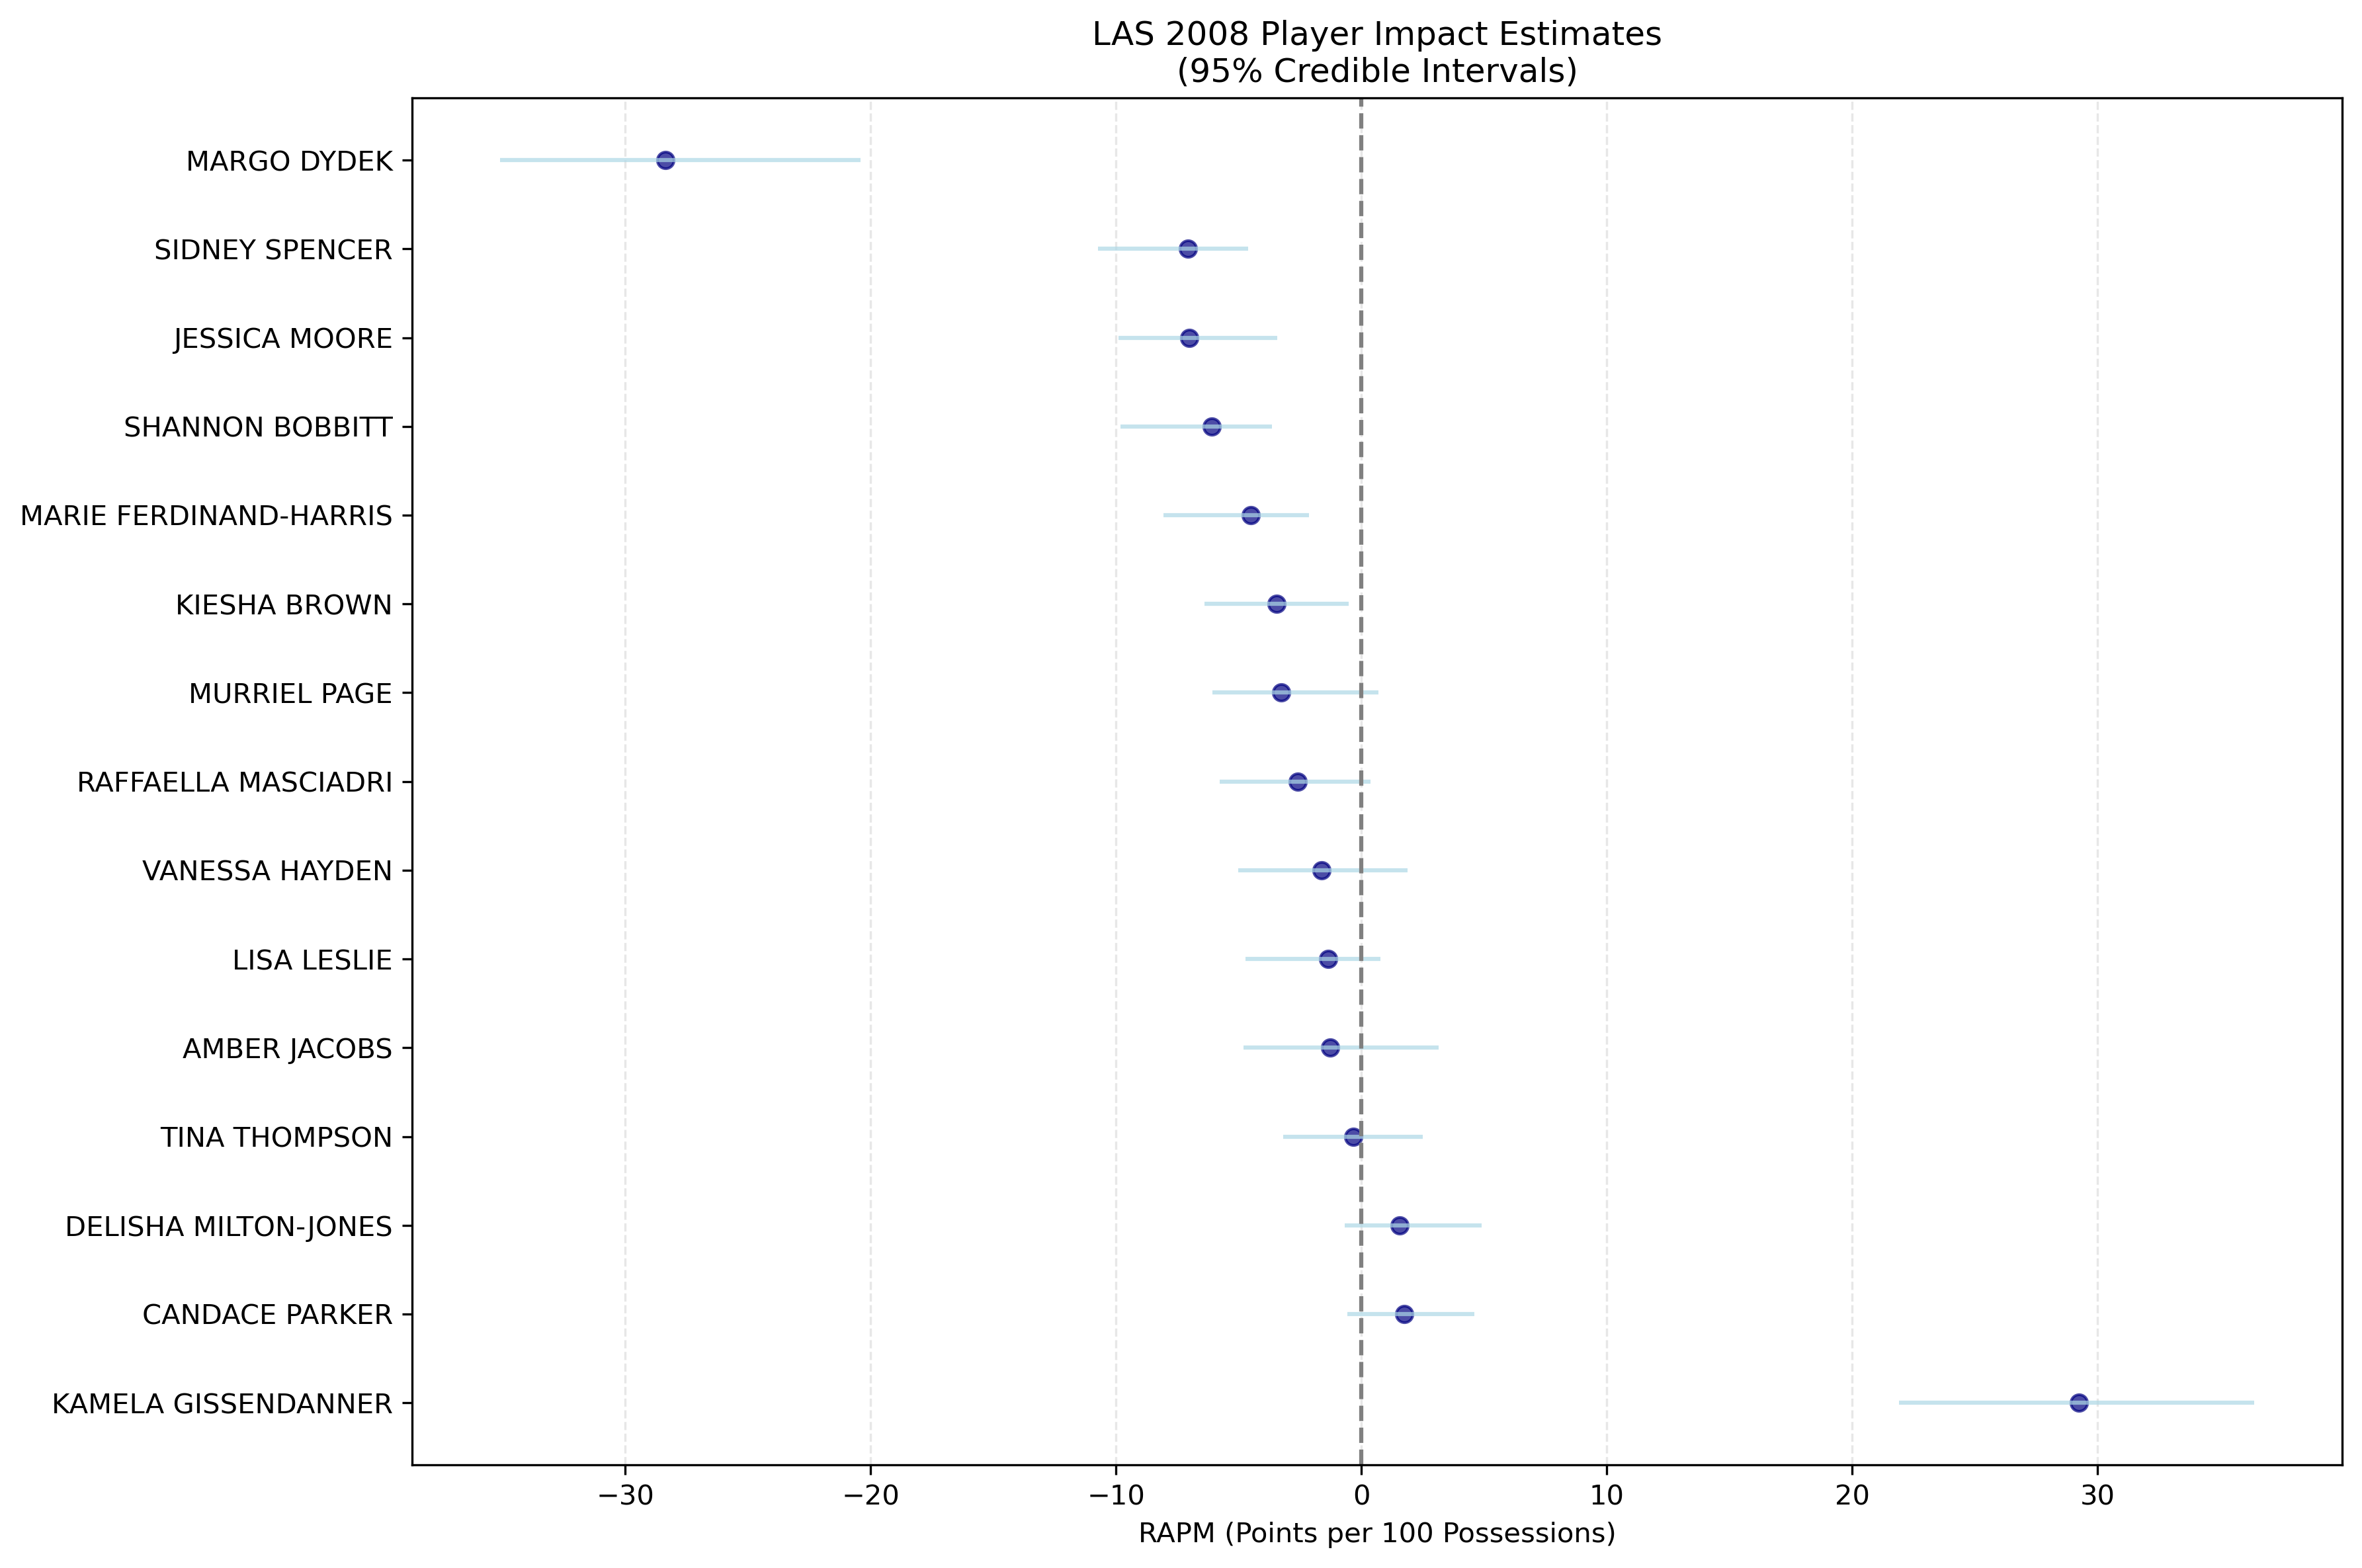 LAS 2008 Player Impact Estimates
(95% Credible Intervals)
MARGO DYDEK
SIDNEY SPENCER
JESSICA MOORE
SHANNON BOBBITT
MARIE FERDINAND-HARRIS
KIESHA BROWN
MURRIEL PAGE
RAFFAELLA MASCIADRI
VANESSA HAYDEN
LISA LESLIE
AMBER JACOBS
TINA THOMPSON
DELISHA MILTON-JONES
CANDACE PARKER
KAMELA GISSENDANNER
−30 −20 −10 0 10 20 30
RAPM (Points per 100 Possessions)